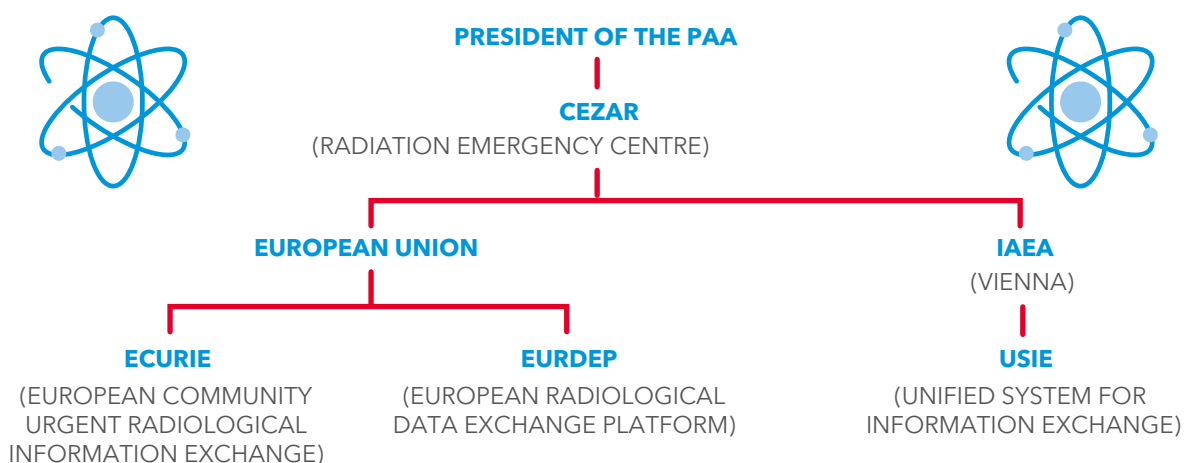 PRESIDENT OF THE PAA
CEZAR
(RADIATION EMERGENCY CENTRE)
EUROPEAN UNION
IAEA
(VIENNA)
ECURIE
(EUROPEAN COMMUNITY
URGENT RADIOLOGICAL
INFORMATION EXCHANGE)
EURDEP
(EUROPEAN RADIOLOGICAL
DATA EXCHANGE PLATFORM)
USIE
(UNIFIED SYSTEM FOR
INFORMATION EXCHANGE)